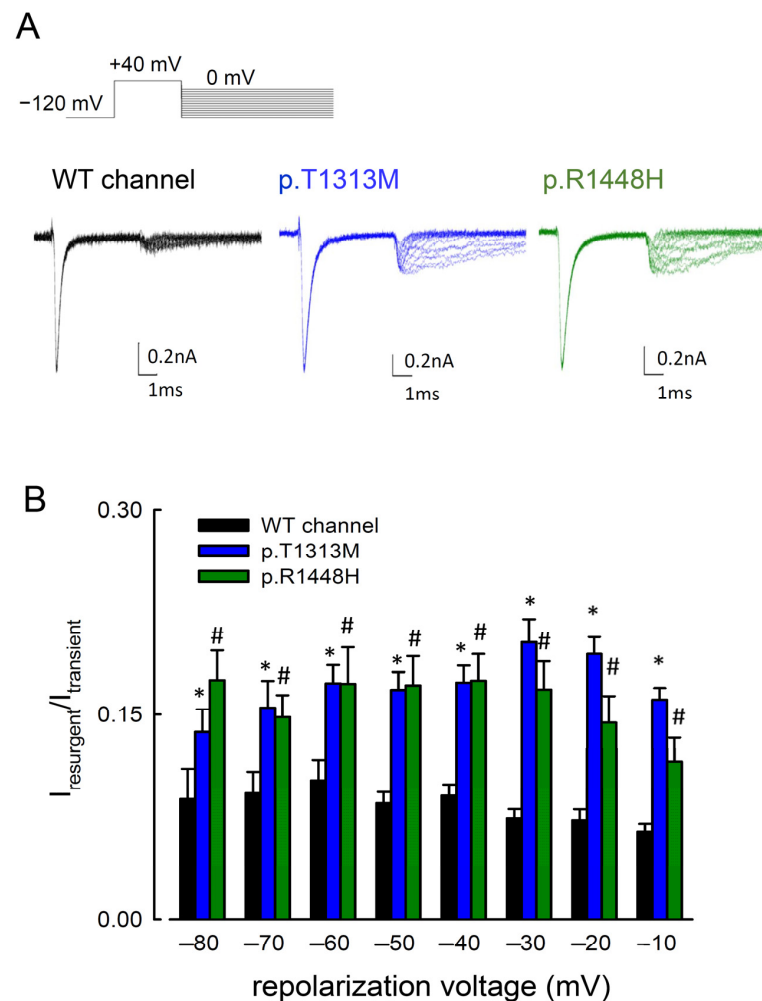 A
+40 mV
0 mV
−120 mV
WT channel
p.T1313M
p.R1448H
0.2nA
1ms
0.2nA
1ms
0.2nA
1ms
B
0.30
WT channel
p.T1313M
p.R1448H
* # * # * # * # * # * # * # * #
0.15
Iresurgent/Itransient
0.00
−80 −70 −60 −50 −40 −30 −20 −10
repolarization voltage (mV)